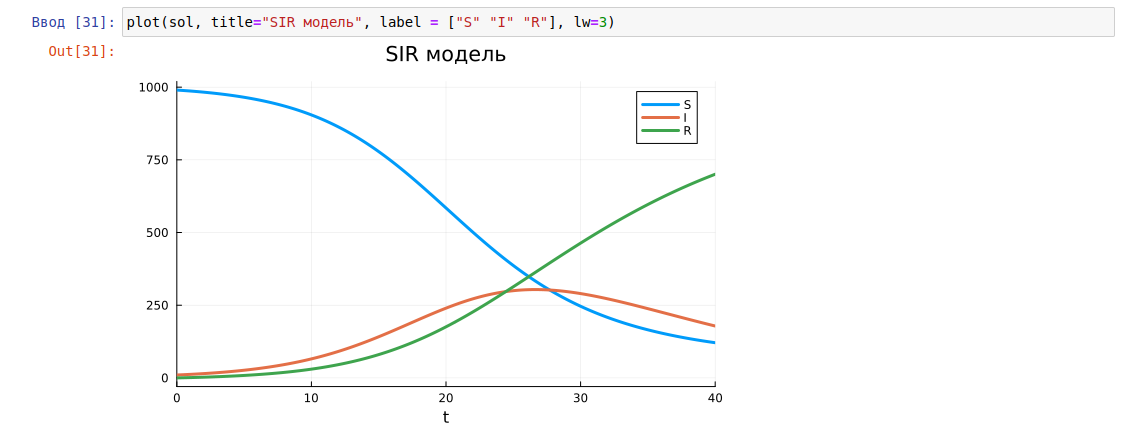 Ввод [31]: plot(sol, title="SIR модель", label = ["S" "I" "R"], lw=3)
Out[31]:
SIR модель
1000
750
500
250
0
S
I
R
0 10 20 30 40
t